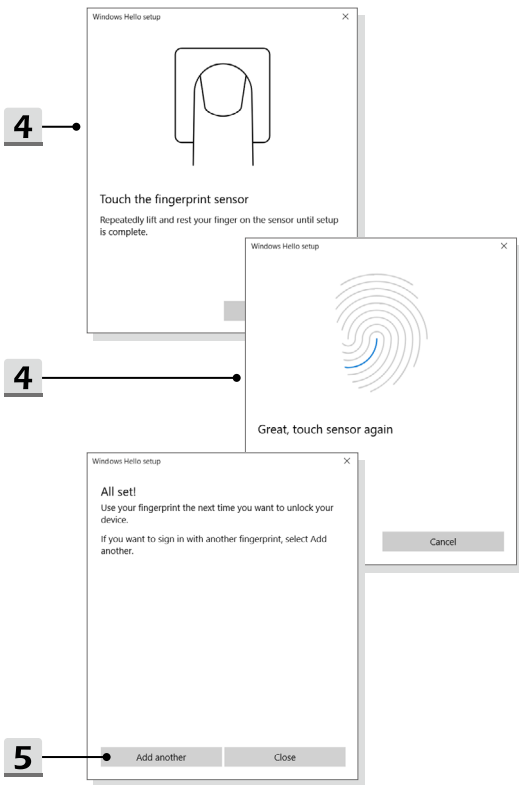 Windows Hello setup
4
Touch the fingerprint sensor
Repeatedly lift and rest your finger on the sensor until setup
is complete.
Windows Hello setup
4
Great, touch sensor again
Cancel
Windows Hello setup
All set!
Use your fingerprint the next time you want to unlock your
device.
If you want to sign in with another fingerprint, select Add
another.
5
Add another
Close